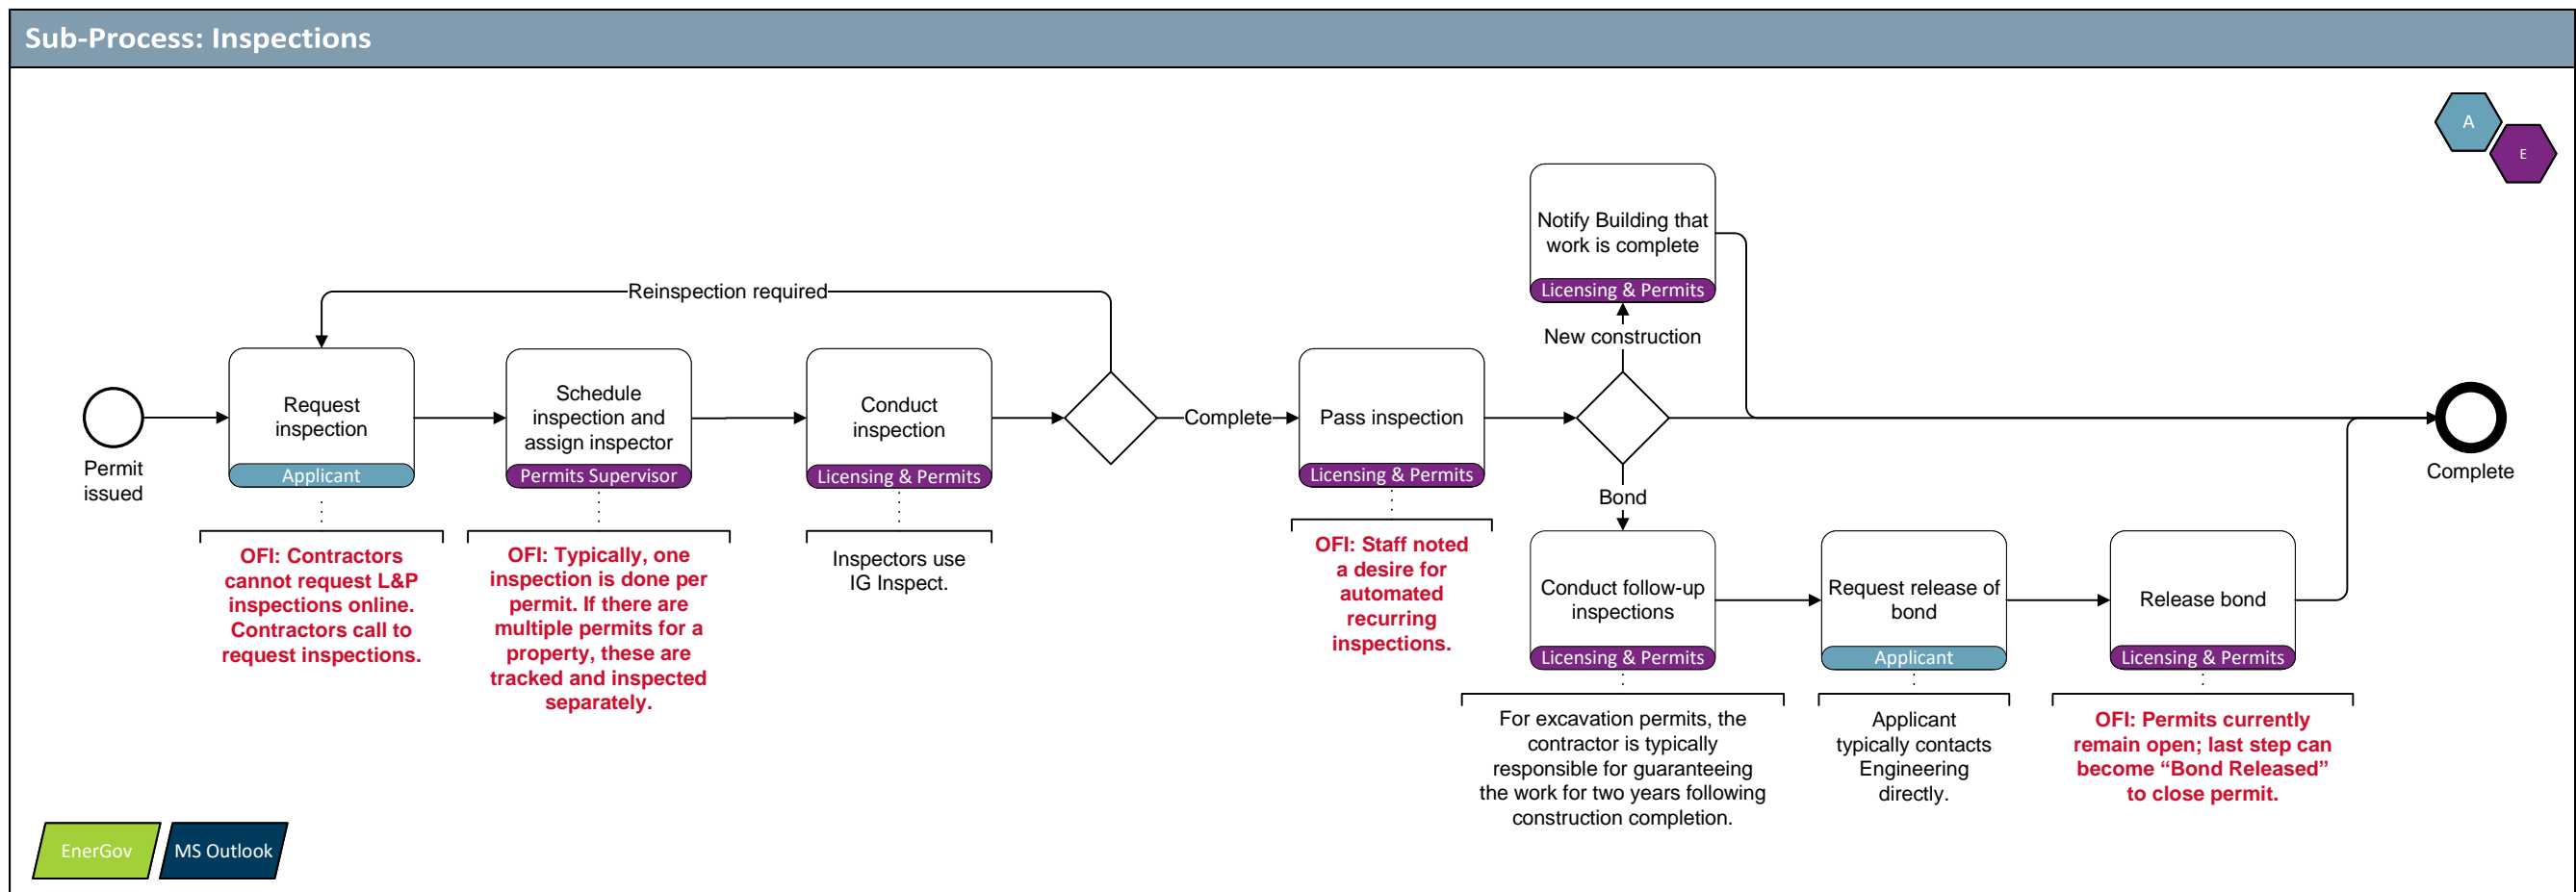 Sub-Process: Inspections
A
E
Notify Building that
work is complete
Licensing & Permits
Reinspection required
New construction
Permit
issued
Request
inspection
Applicant
Schedule
inspection and
assign inspector
Permits Supervisor
Conduct
inspection
Licensing & Permits
Complete
Pass inspection
Licensing & Permits
Complete
Bond
OFI: Contractors
cannot request L&P
inspections online.
Contractors call to
request inspections.
OFI: Typically, one
inspection is done per
permit. If there are
multiple permits for a
property, these are
tracked and inspected
separately.
Inspectors use
IG Inspect.
OFI: Staff noted
a desire for
automated
recurring
inspections.
Conduct follow-up
inspections
Licensing & Permits
Request release of
bond
Applicant
Release bond
Licensing & Permits
For excavation permits, the
contractor is typically
responsible for guaranteeing
the work for two years following
construction completion.
Applicant
typically contacts
Engineering
directly.
OFI: Permits currently
remain open; last step can
become “Bond Released”
to close permit.
EnerGov
MS Outlook